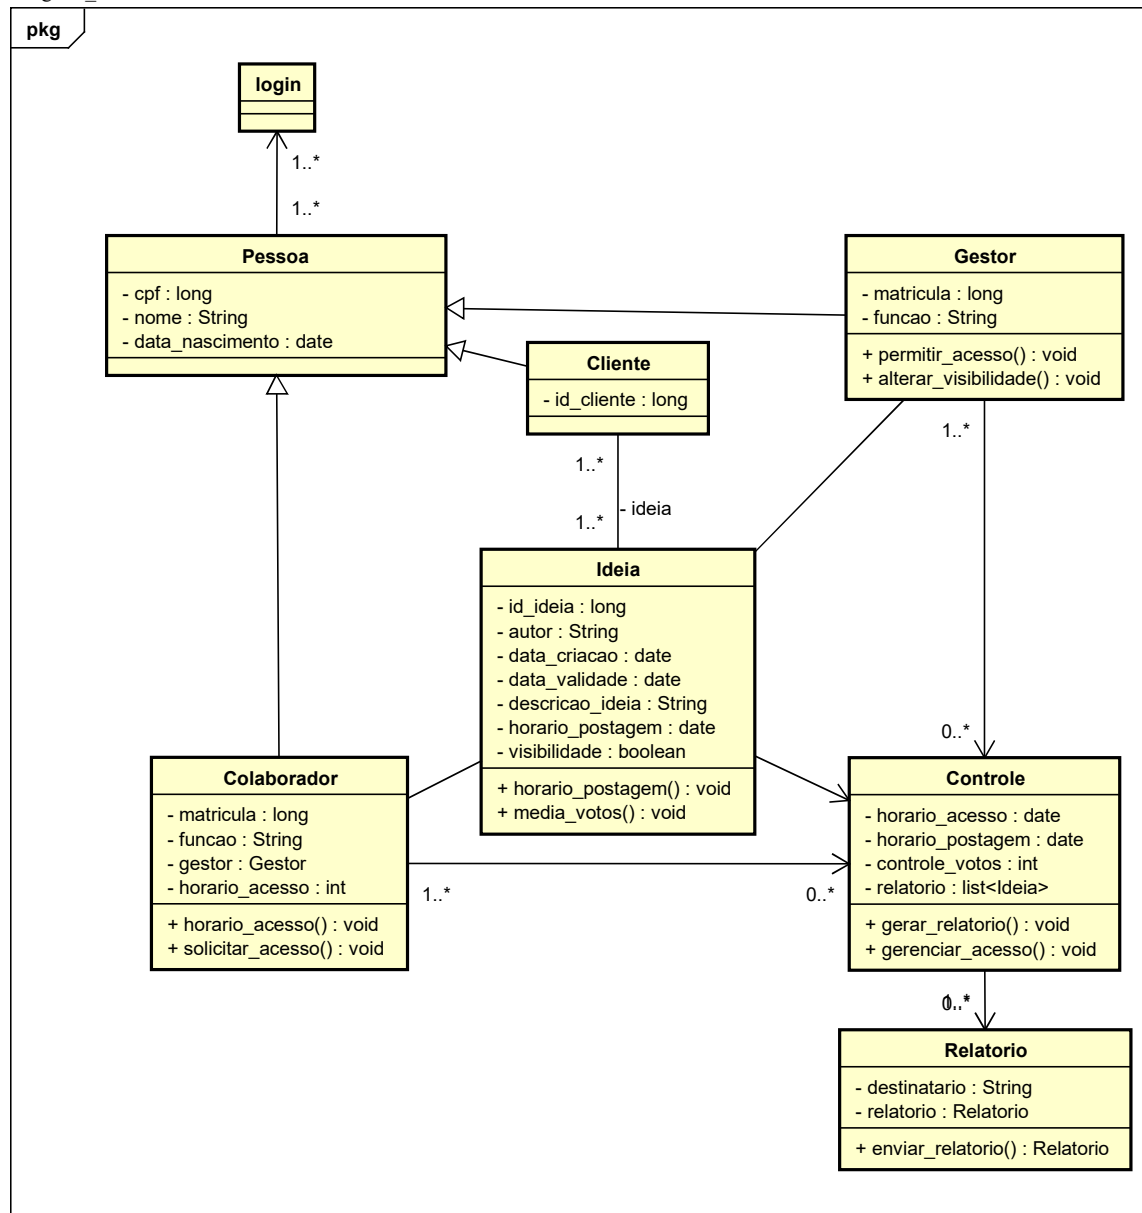 pkg
login
1..*
1..*
Pessoa
- cpf : long
- nome : String
- data_nascimento : date
Gestor
- matricula : long
- funcao : String
+ permitir_acesso() : void
+ alterar_visibilidade() : void
Cliente
- id_cliente : long
1..*
1..*
- ideia
1..*
Ideia
- id_ideia : long
- autor : String
- data_criacao : date
- data_validade : date
- descricao_ideia : String
- horario_postagem : date
- visibilidade : boolean
+ horario_postagem() : void
+ media_votos() : void
0..*
Colaborador
- matricula : long
- funcao : String
- gestor : Gestor
- horario_acesso : int
+ horario_acesso() : void
+ solicitar_acesso() : void
1..*
0..*
Controle
- horario_acesso : date
- horario_postagem : date
- controle_votos : int
- relatorio : list<Ideia>
+ gerar_relatorio() : void
+ gerenciar_acesso() : void
Relatorio
- destinatario : String
- relatorio : Relatorio
+ enviar_relatorio() : Relatorio